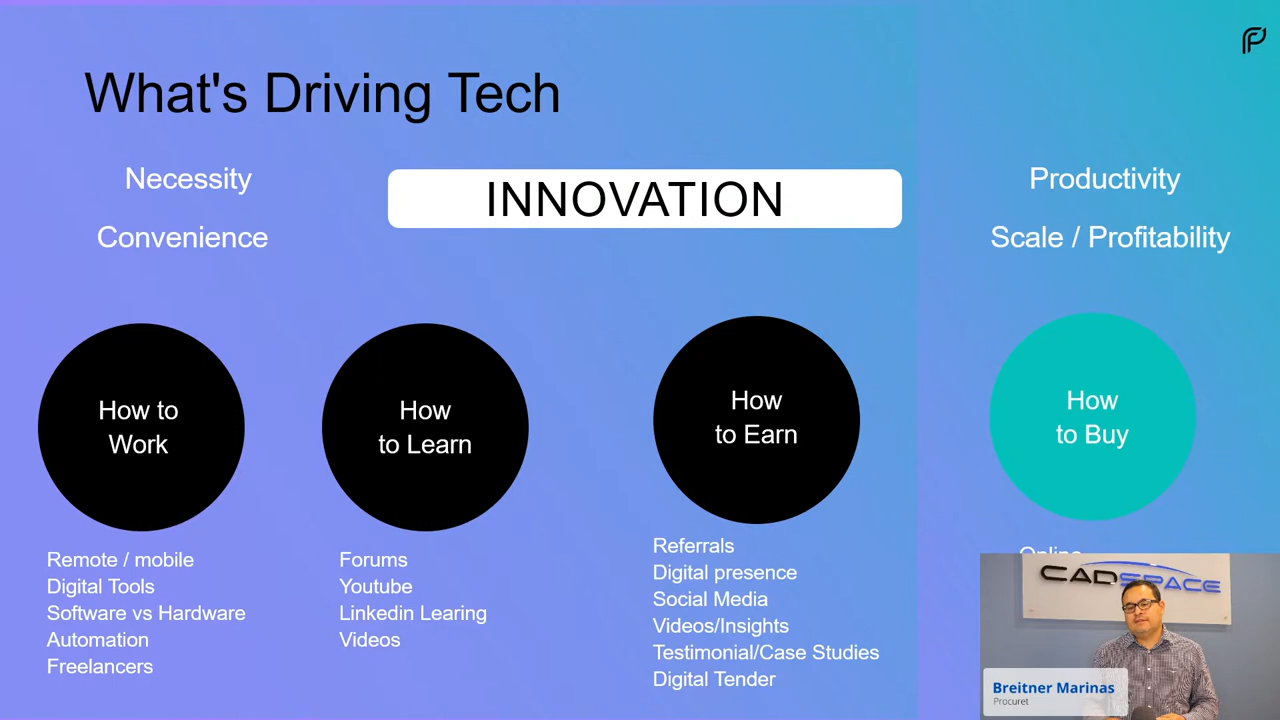 What's Driving Tech
Necessity
Convenience
INNOVATION
Productivity
Scale / Profitability
How to
Work
How
to Learn
How
to Earn
How
to Buy
Remote / mobile
Digital Tools
Software vs Hardware
Automation
Freelancers
Forums
Youtube
Linkedin Learing
Videos
Referrals
Digital presence
Social Media
Videos/Insights
Testimonial/Case Studies
Digital Tender
Online
CADSPACE
Breitner Marinas
Procuret